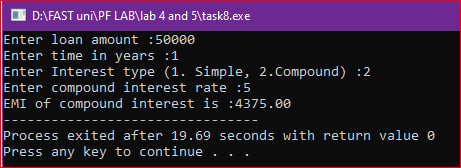 D:\FAST uni\PF LAB\lab 4 and 5\task8.exe
Enter loan amount :50000
Enter time in years :1
Enter Interest type (1. Simple, 2.Compound) :2
Enter compound interest rate :5
EMI of compound interest is :4375.00
--------------------------------
Process exited after 19.69 seconds with return value 0
Press any key to continue . . .